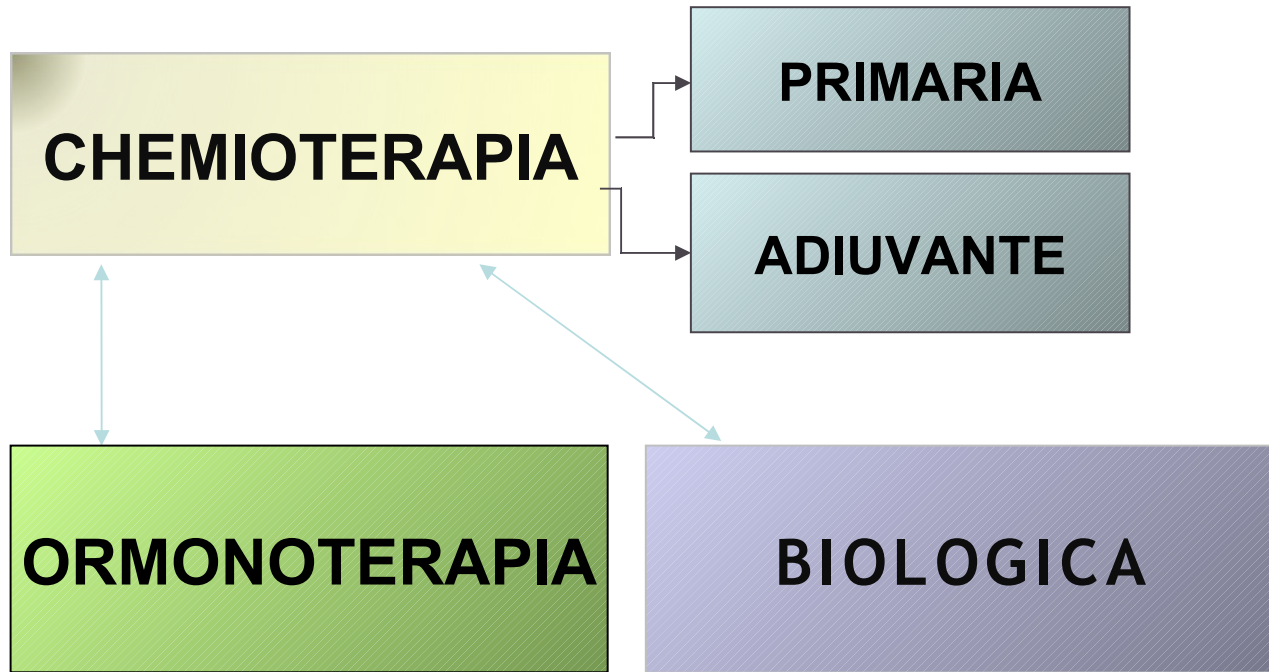 PRIMARIA
CHEMIOTERAPIA
ADIUVANTE
ORMONOTERAPIA
BIOLOGICA